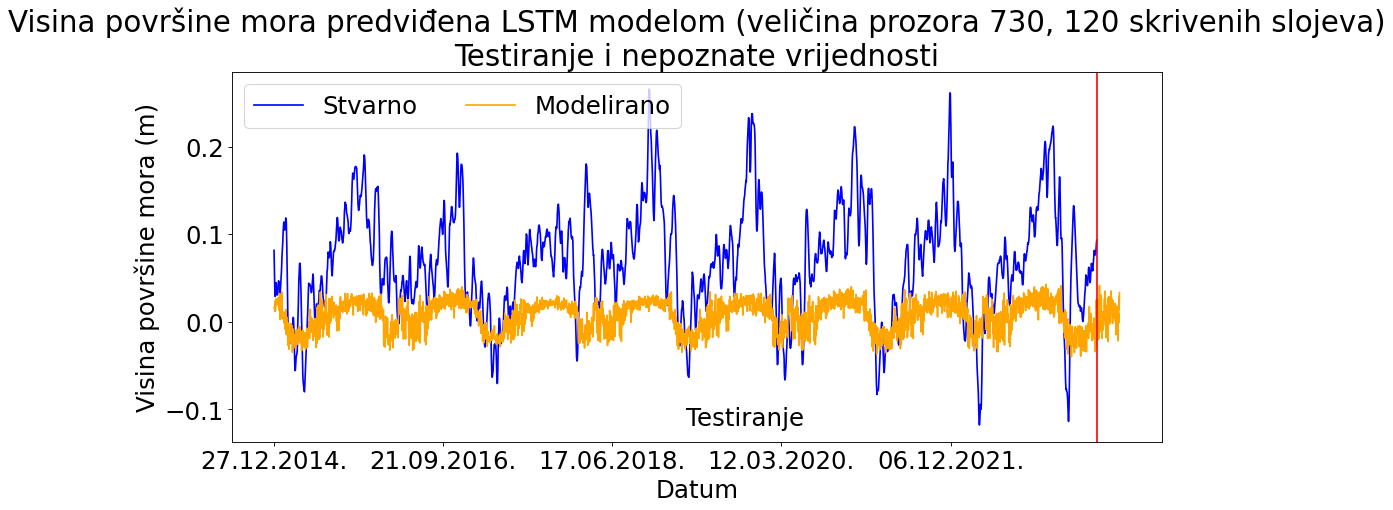 Visina površine mora predviđena LSTM modelom (veličina prozora 730, 120 skrivenih slojeva)
Testiranje i nepoznate vrijednosti
Stvarno Modelirano
Visina površine mora (m)
0.2
0.1
0.0
−0.1
Testiranje
27.12.2014. 21.09.2016. 17.06.2018. 12.03.2020. 06.12.2021.
Datum